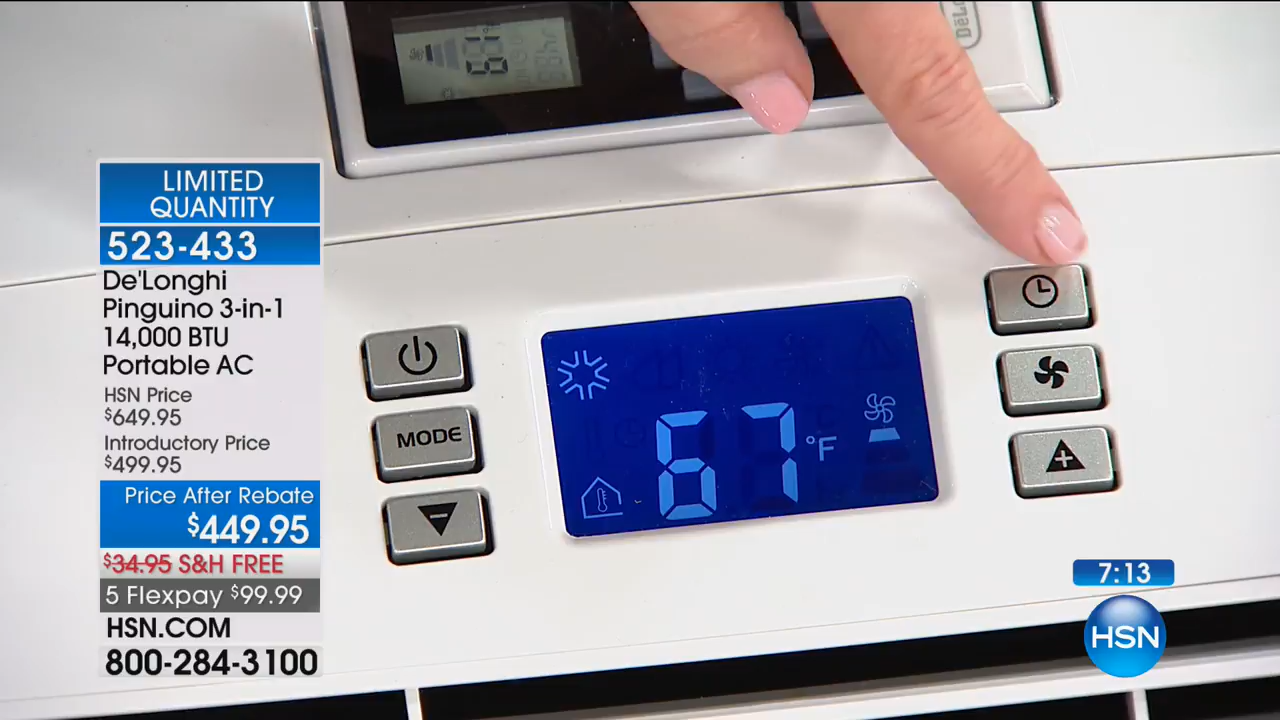 LIMITED
QUANTITY
523-433
De'Longhi
Pinguino 3-in-1
14,000 BTU
Portable AC
HSN Price
$649.95
Introductory Price
$499.95
Price After Rebate
$449.95
$34.95 S&H FREE
5 Flexpay $99.99
HSN.COM
800-284-3100
MODE
67°F
7:13
HSN